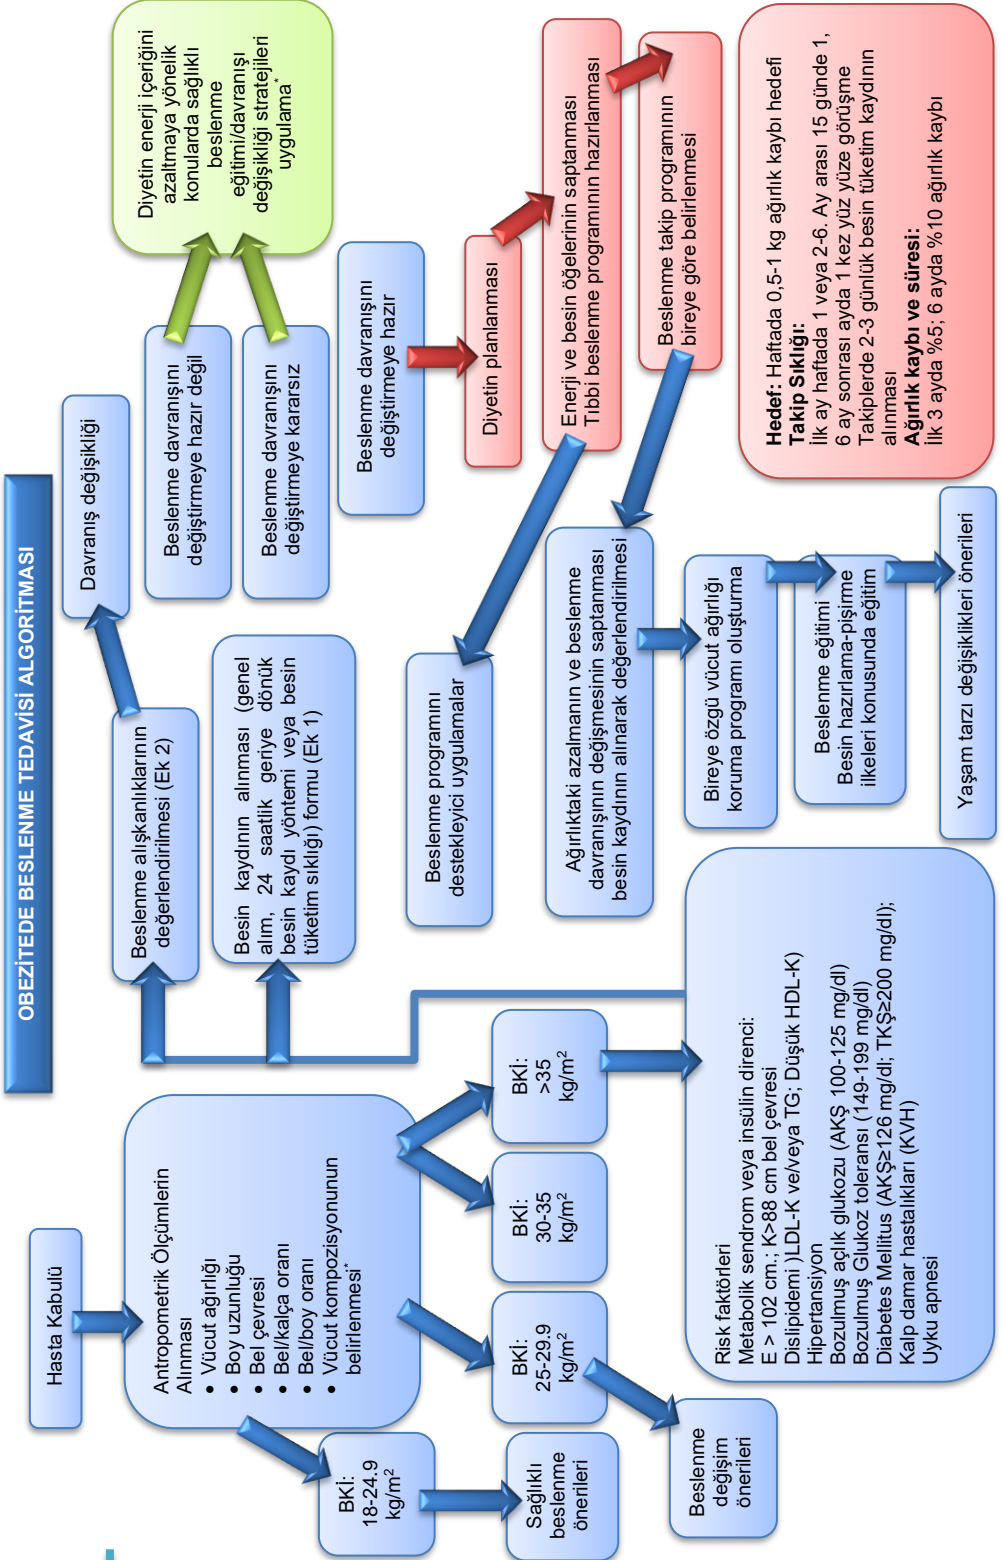 OBEZİTEDE BESLENME TEDAVİSİ ALGORİTMASI
Hasta Kabulü
Antropometrik Ölçümlerin
Alınması
• Vücut ağırlığı
• Boy uzunluğu
• Bel çevresi
• Bel/kalça oranı
• Bel/boy oranı
• Vücut kompozisyonunun
belirlenmesi*
BKİ:
18-24.9
kg/m²
Sağlıklı
beslenme
önerileri
BKİ:
25-29.9
kg/m²
Beslenme
değişim
önerileri
BKİ:
30-35
kg/m²
BKİ:
>35
kg/m²
Risk faktörleri
Metabolik sendrom veya insülin direnci:
E > 102 cm.; K>88 cm bel çevresi
Dislipidemi )LDL-K ve/veya TG; Düşük HDL-K)
Hipertansiyon
Bozulmuş açlık glukozu (AKŞ 100-125 mg/dl)
Bozulmuş Glukoz toleransı (149-199 mg/dl)
Diabetes Mellitus (AKŞ≥126 mg/dl; TKŞ≥200 mg/dl);
Kalp damar hastalıkları (KVH)
Uyku apnesi
Beslenme alışkanlıklarının
değerlendirilmesi (Ek 2)
Besin kaydının alınması (genel
alım, 24 saatlik geriye dönük
besin kaydı yöntemi veya besin
tüketim sıklığı) formu (Ek 1)
Davranış değişikliği
Beslenme davranışını
değiştirmeye hazır değil
Beslenme davranışını
değiştirmeye kararsız
Diyetin enerji içeriğini
azaltmaya yönelik
konularda sağlıklı
beslenme
eğitimi/davranışı
değişikliği stratejileri
uygulama*
Beslenme davranışını
değiştirmeye hazır
Diyetin planlanması
Enerji ve besin öğelerinin saptanması
Tıbbi beslenme programının hazırlanması
Beslenme takip programının
bireye göre belirlenmesi
Beslenme programını
destekleyici uygulamalar
Ağırlıktaki azalmanın ve beslenme
davranışının değişmesinin saptanması
besin kaydının alınarak değerlendirilmesi
Bireye özgü vücut ağırlığı
koruma programı oluşturma
Beslenme eğitimi
Besin hazırlama-pişirme
ilkeleri konusunda eğitim
Yaşam tarzı değişiklikleri önerileri
Hedef: Haftada 0,5-1 kg ağırlık kaybı hedefi
Takip Sıklığı:
İlk ay haftada 1 veya 2-6. Ay arası 15 günde 1,
6 ay sonrası ayda 1 kez yüz yüze görüşme
Takiplerde 2-3 günlük besin tüketim kaydının
alınması
Ağırlık kaybı ve süresi:
İlk 3 ayda %5; 6 ayda %10 ağırlık kaybı